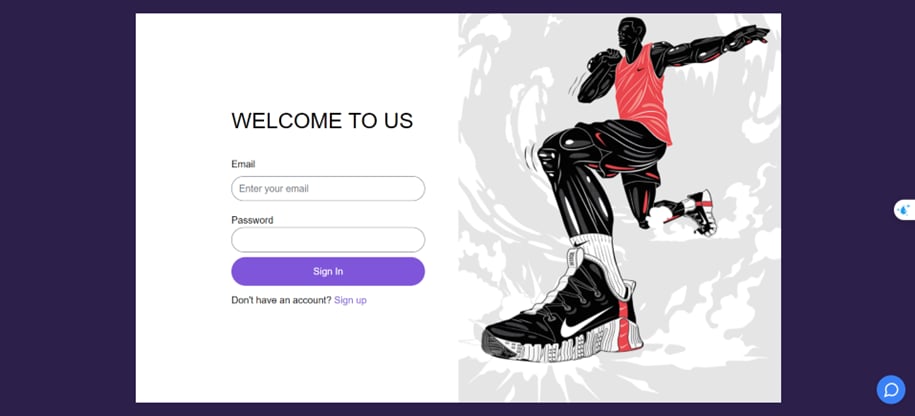 WELCOME TO US
Email
Enter your email
Password
Sign In
Don't have an account? Sign up